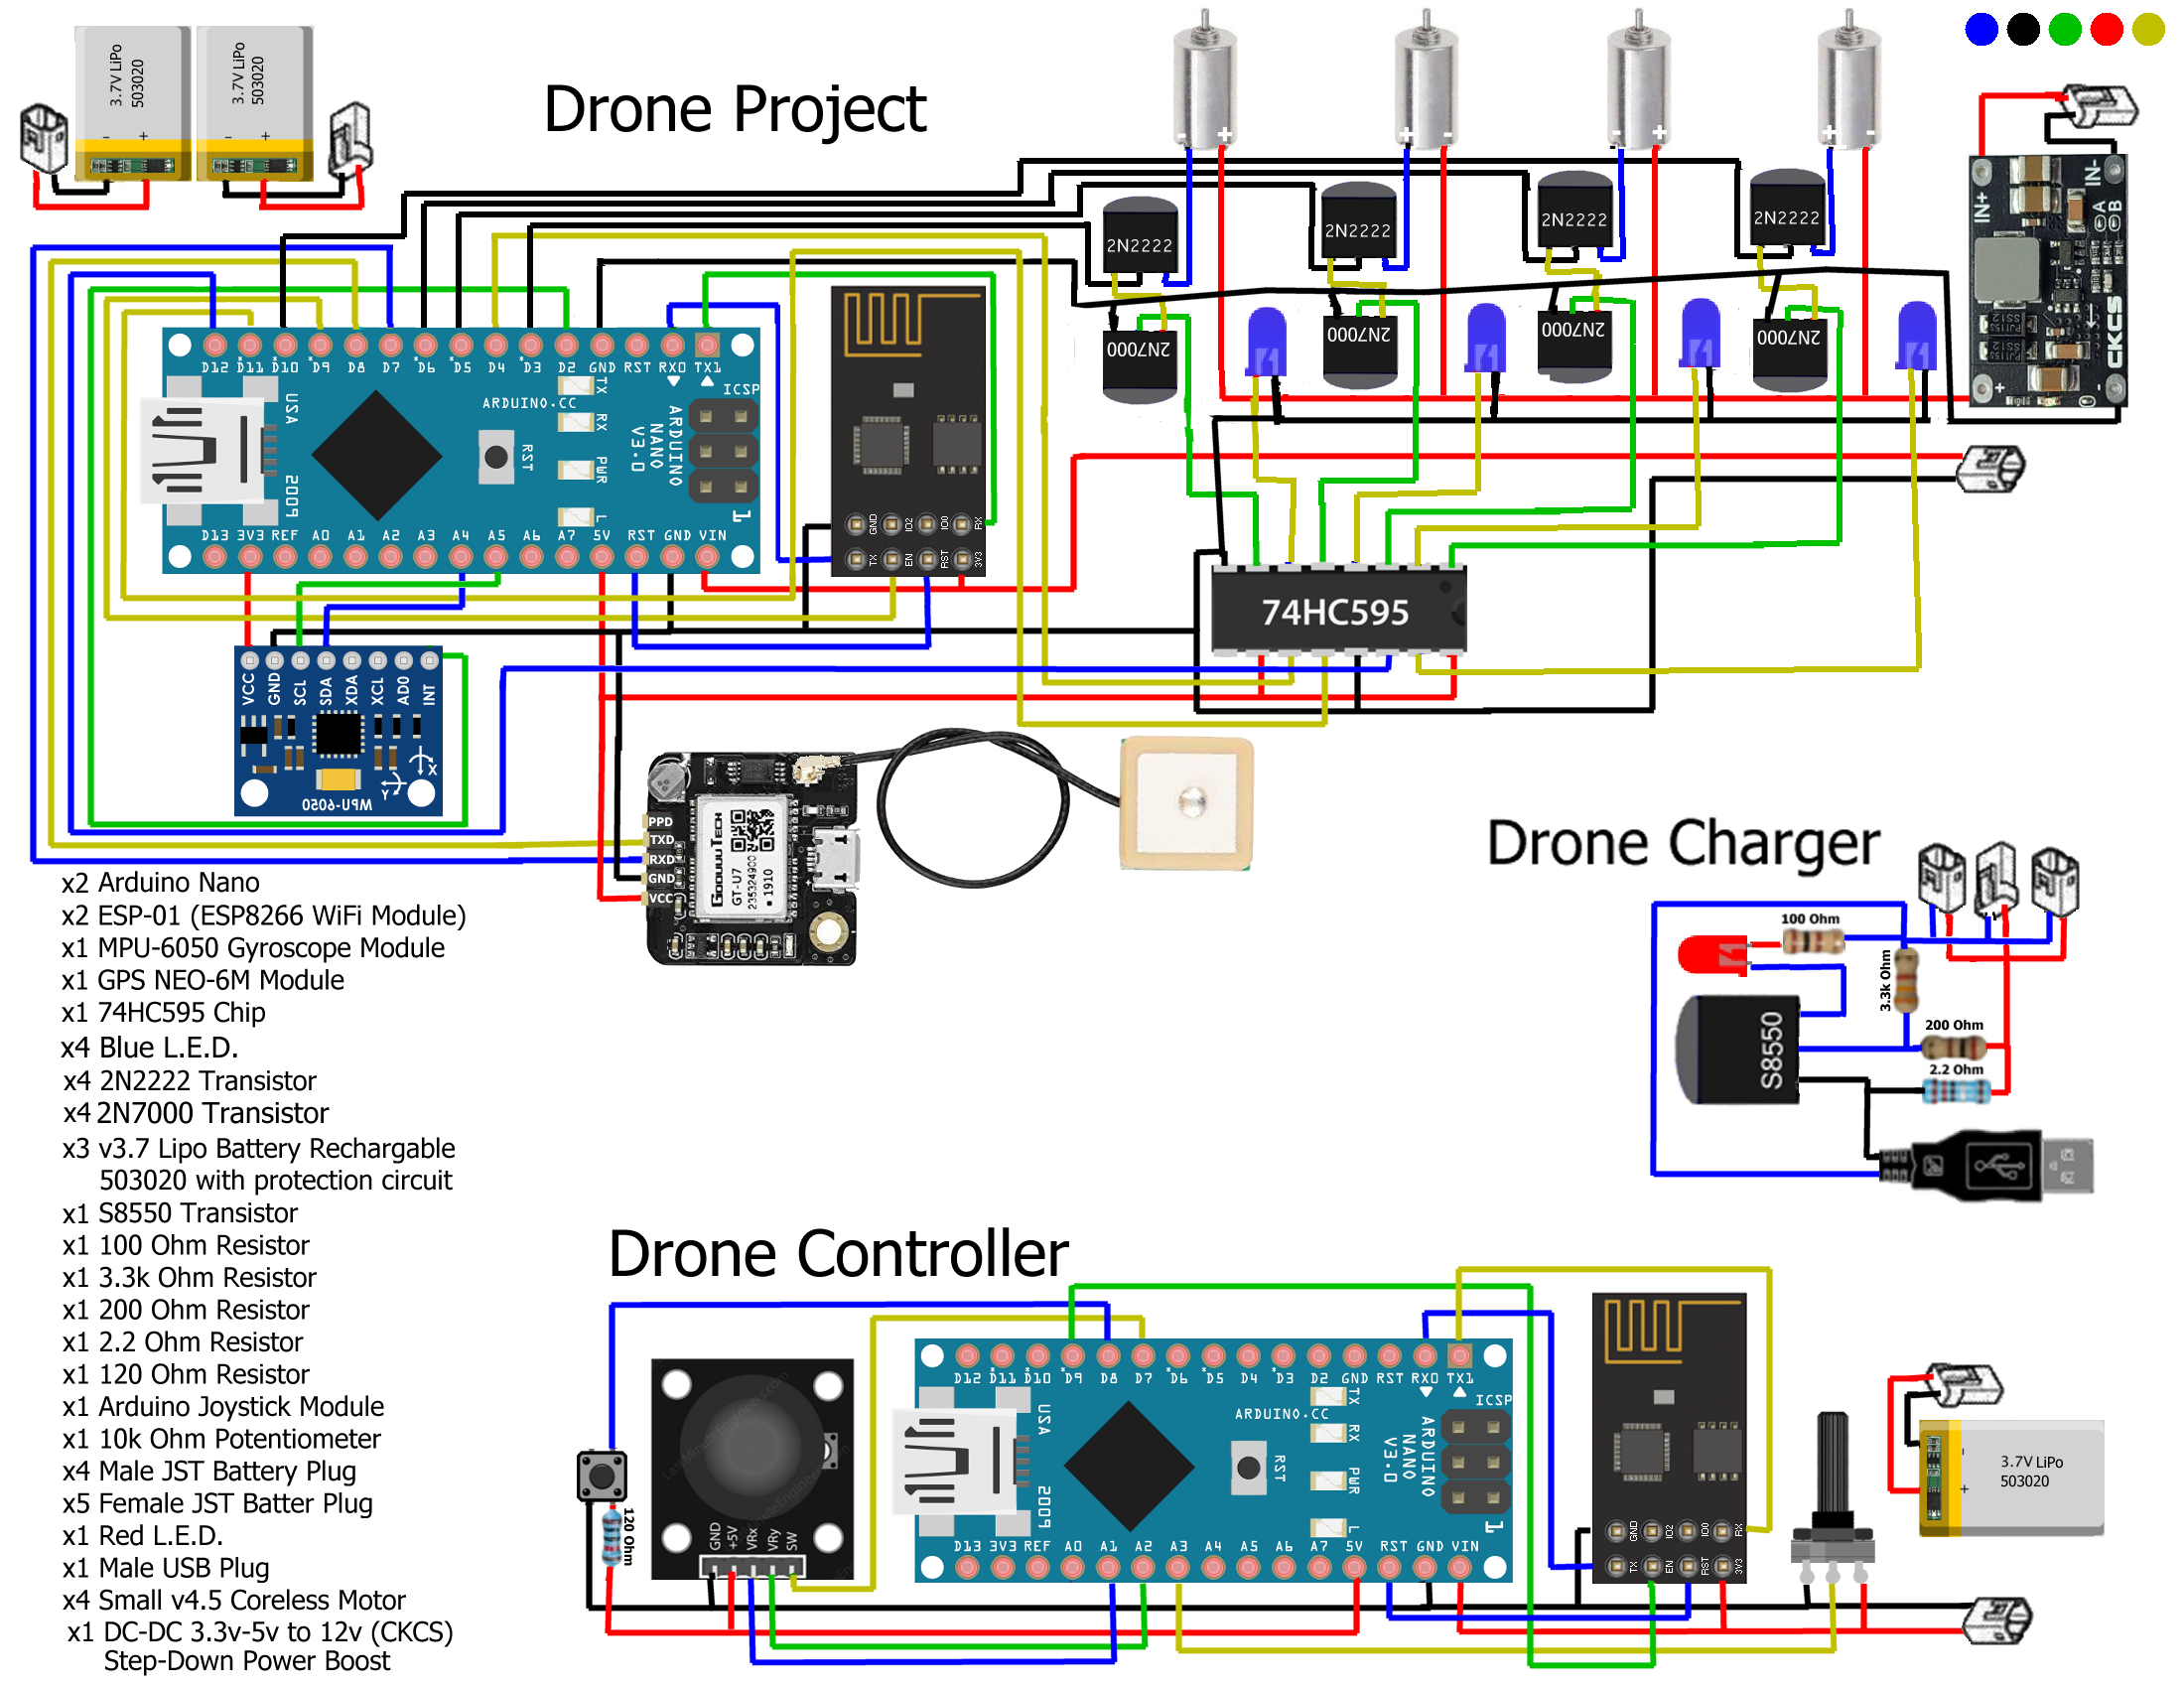 Drone Project
3.7V LiPo
503020
- +
3.7V LiPo
503020
- +
- +
+ -
- +
+ -
2N2222
2N2222
2N2222
2N2222
2N7000
2N7000
2N7000
2N7000
IN+
IN-
A
B
CKCS
+ -
D12 D11 D10 D9 D8 D7 D6 D5 D4 D3 D2 GND RST RX0 TX1
USA
ARDUINO.CC
TX
RX
PWR
L
RST
ICSP
ARDUINO
NANO
V3.0
1
2009
D13 3V3 REF A0 A1 A2 A3 A4 A5 A6 A7 5V RST GND VIN
GND IO2 IO0 RX
TX EN RST 3V3
74HC595
VCC GND SCL SDA XDA XCL AD0 INT
X
Y
MPU-6050
PPD
TXD
RXD
GND
VCC
GOOUUUTECH
GT-U7
235324900
1910
x2 Arduino Nano
x2 ESP-01 (ESP8266 WiFi Module)
x1 MPU-6050 Gyroscope Module
x1 GPS NEO-6M Module
x1 74HC595 Chip
x4 Blue L.E.D.
x4 2N2222 Transistor
x4 2N7000 Transistor
x3 v3.7 Lipo Battery Rechargable
503020 with protection circuit
x1 S8550 Transistor
x1 100 Ohm Resistor
x1 3.3k Ohm Resistor
x1 200 Ohm Resistor
x1 2.2 Ohm Resistor
x1 120 Ohm Resistor
x1 Arduino Joystick Module
x1 10k Ohm Potentiometer
x4 Male JST Battery Plug
x5 Female JST Batter Plug
x1 Red L.E.D.
x1 Male USB Plug
x4 Small v4.5 Coreless Motor
x1 DC-DC 3.3v-5v to 12v (CKCS)
Step-Down Power Boost
Drone Charger
100 Ohm
3.3k Ohm
200 Ohm
2.2 Ohm
S8550
Drone Controller
120 Ohm
GND +5V VRx VRy SW
D12 D11 D10 D9 D8 D7 D6 D5 D4 D3 D2 GND RST RX0 TX1
USA
ARDUINO.CC
TX
RX
PWR
L
RST
ICSP
ARDUINO
NANO
V3.0
1
2009
D13 3V3 REF A0 A1 A2 A3 A4 A5 A6 A7 5V RST GND VIN
GND IO2 IO0 RX
TX EN RST 3V3
3.7V LiPo
503020
- +